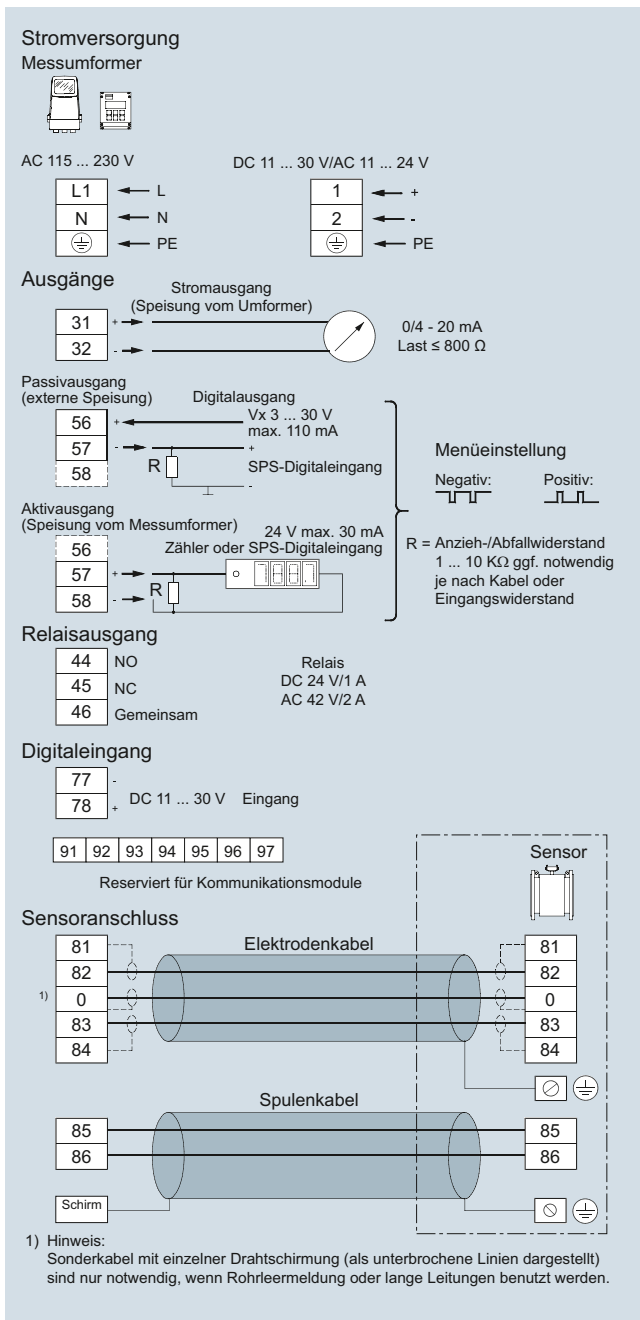 Stromversorgung
Messumformer
AC 115 ... 230 V
L1 L
N N
PE
DC 11 ... 30 V/AC 11 ... 24 V
1 +
2 -
PE
Ausgänge
Stromausgang
(Speisung vom Umformer)
31 +
32 -
0/4 - 20 mA
Last ≤ 800 Ω
Passivausgang
(externe Speisung)
Digitalausgang
56 +
57 -
58
Vx 3 ... 30 V
max. 110 mA
+
R
SPS-Digitaleingang
-
Aktivausgang
(Speisung vom Messumformer)
24 V max. 30 mA
Zähler oder SPS-Digitaleingang
56
57 +
58 -
R
Menüeinstellung
Negativ:
Positiv:
R = Anzieh-/Abfallwiderstand
1 ... 10 KΩ ggf. notwendig
je nach Kabel oder
Eingangswiderstand
Relaisausgang
44 NO
45 NC
46 Gemeinsam
Relais
DC 24 V/1 A
AC 42 V/2 A
Digitaleingang
77 -
78 +
DC 11 ... 30 V Eingang
91 92 93 94 95 96 97
Reserviert für Kommunikationsmodule
Sensor
Sensoranschluss
Elektrodenkabel
81 81
82 82
1) 0 0
83 83
84 84
Spulenkabel
85 85
86 86
Schirm
1) Hinweis:
Sonderkabel mit einzelner Drahtschirmung (als unterbrochene Linien dargestellt)
sind nur notwendig, wenn Rohrleermeldung oder lange Leitungen benutzt werden.